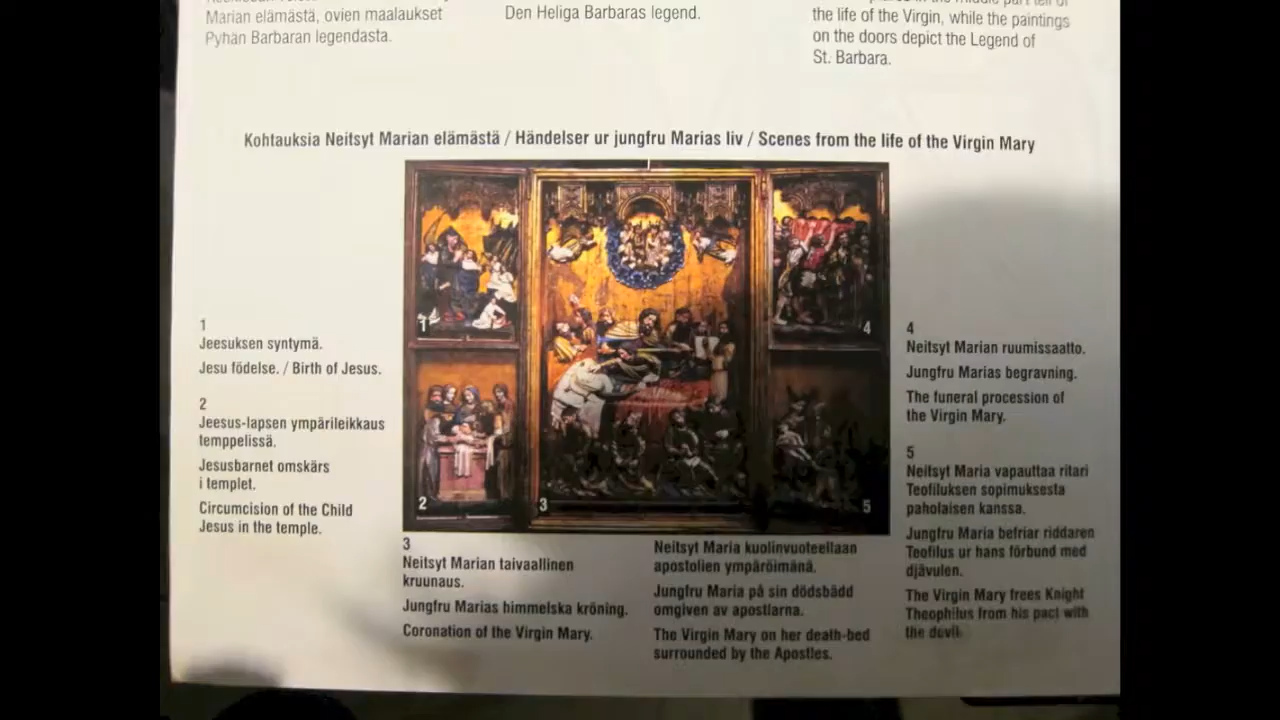 Marian elämästä, ovien maalaukset
Pyhän Barbaran legendasta.
Den Heliga Barbaras legend.
the life of the Virgin, while the paintings
on the doors depict the Legend of
St. Barbara.
Kohtauksia Neitsyt Marian elämästä / Händelser ur jungfru Marias liv / Scenes from the life of the Virgin Mary
1
4
2
3
5
1
Jeesuksen syntymä.
Jesu födelse. / Birth of Jesus.
2
Jeesus-lapsen ympärileikkaus
temppelissä.
Jesusbarnet omskärs
i templet.
Circumcision of the Child
Jesus in the temple.
3
Neitsyt Marian taivaallinen
kruunaus.
Jungfru Marias himmelska kröning.
Coronation of the Virgin Mary.
Neitsyt Maria kuolinvuoteellaan
apostolien ympäröimänä.
Jungfru Maria på sin dödsbädd
omgiven av apostlarna.
The Virgin Mary on her death-bed
surrounded by the Apostles.
4
Neitsyt Marian ruumissaatto.
Jungfru Marias begravning.
The funeral procession of
the Virgin Mary.
5
Neitsyt Maria vapauttaa ritari
Teofiluksen sopimuksesta
paholaisen kanssa.
Jungfru Maria befriar riddaren
Teofilus ur hans förbund med
djävulen.
The Virgin Mary frees Knight
Theophilus from his pact with
the devil.